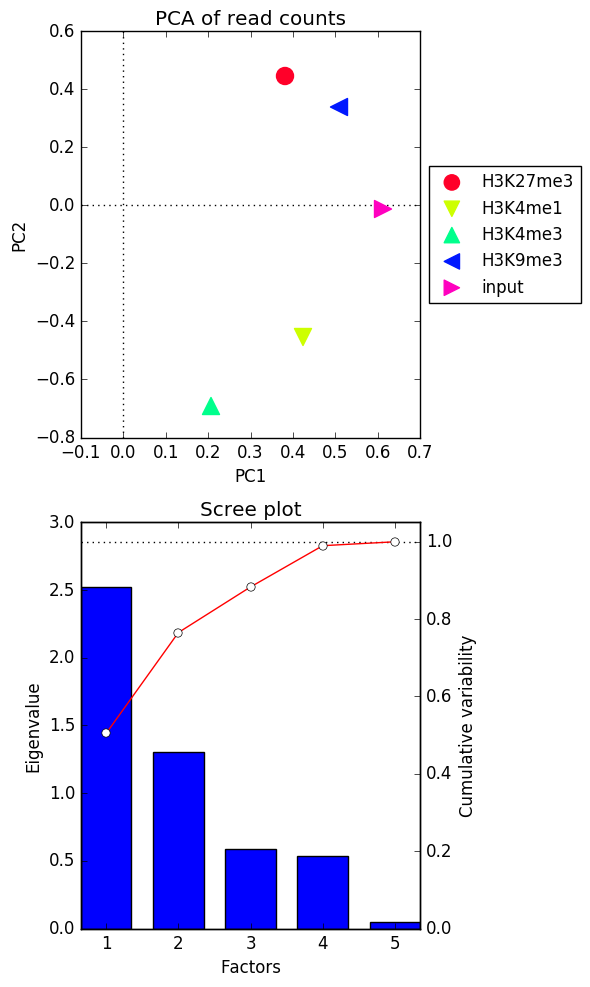 PCA of read counts
0.6
0.4
0.2
0.0
−0.2
−0.4
−0.6
−0.8
PC2
−0.1 0.0 0.1 0.2 0.3 0.4 0.5 0.6 0.7
PC1
H3K27me3
H3K4me1
H3K4me3
H3K9me3
input
Scree plot
3.0
2.5
2.0
1.5
1.0
0.5
0.0
Eigenvalue
1.0
0.8
0.6
0.4
0.2
0.0
Cumulative variability
1 2 3 4 5
Factors